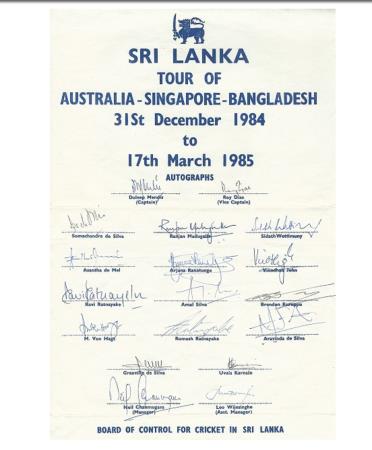 SRI LANKA
TOUR OF
AUSTRALIA-SINGAPORE-BANGLADESH
31St December 1984
to
17th March 1985
AUTOGRAPHS
Duleep Mendis Roy Dias
(Captain) (Vice Captain)
Somachandra de Silva Ranjan Madugalle Sidath Wettimuny
Asantha de Mel Arjuna Ranatunga Vinodhan John
Ravi Ratnayeke Amal Silva Brendon Kuruppu
M. Von Hagt Rumesh Ratnayake Aravinda de Silva
Granville de Silva Uvais Karnain
Neil Chanmugam Leo Wijesinghe
(Manager) (Asst. Manager)
BOARD OF CONTROL FOR CRICKET IN SRI LANKA